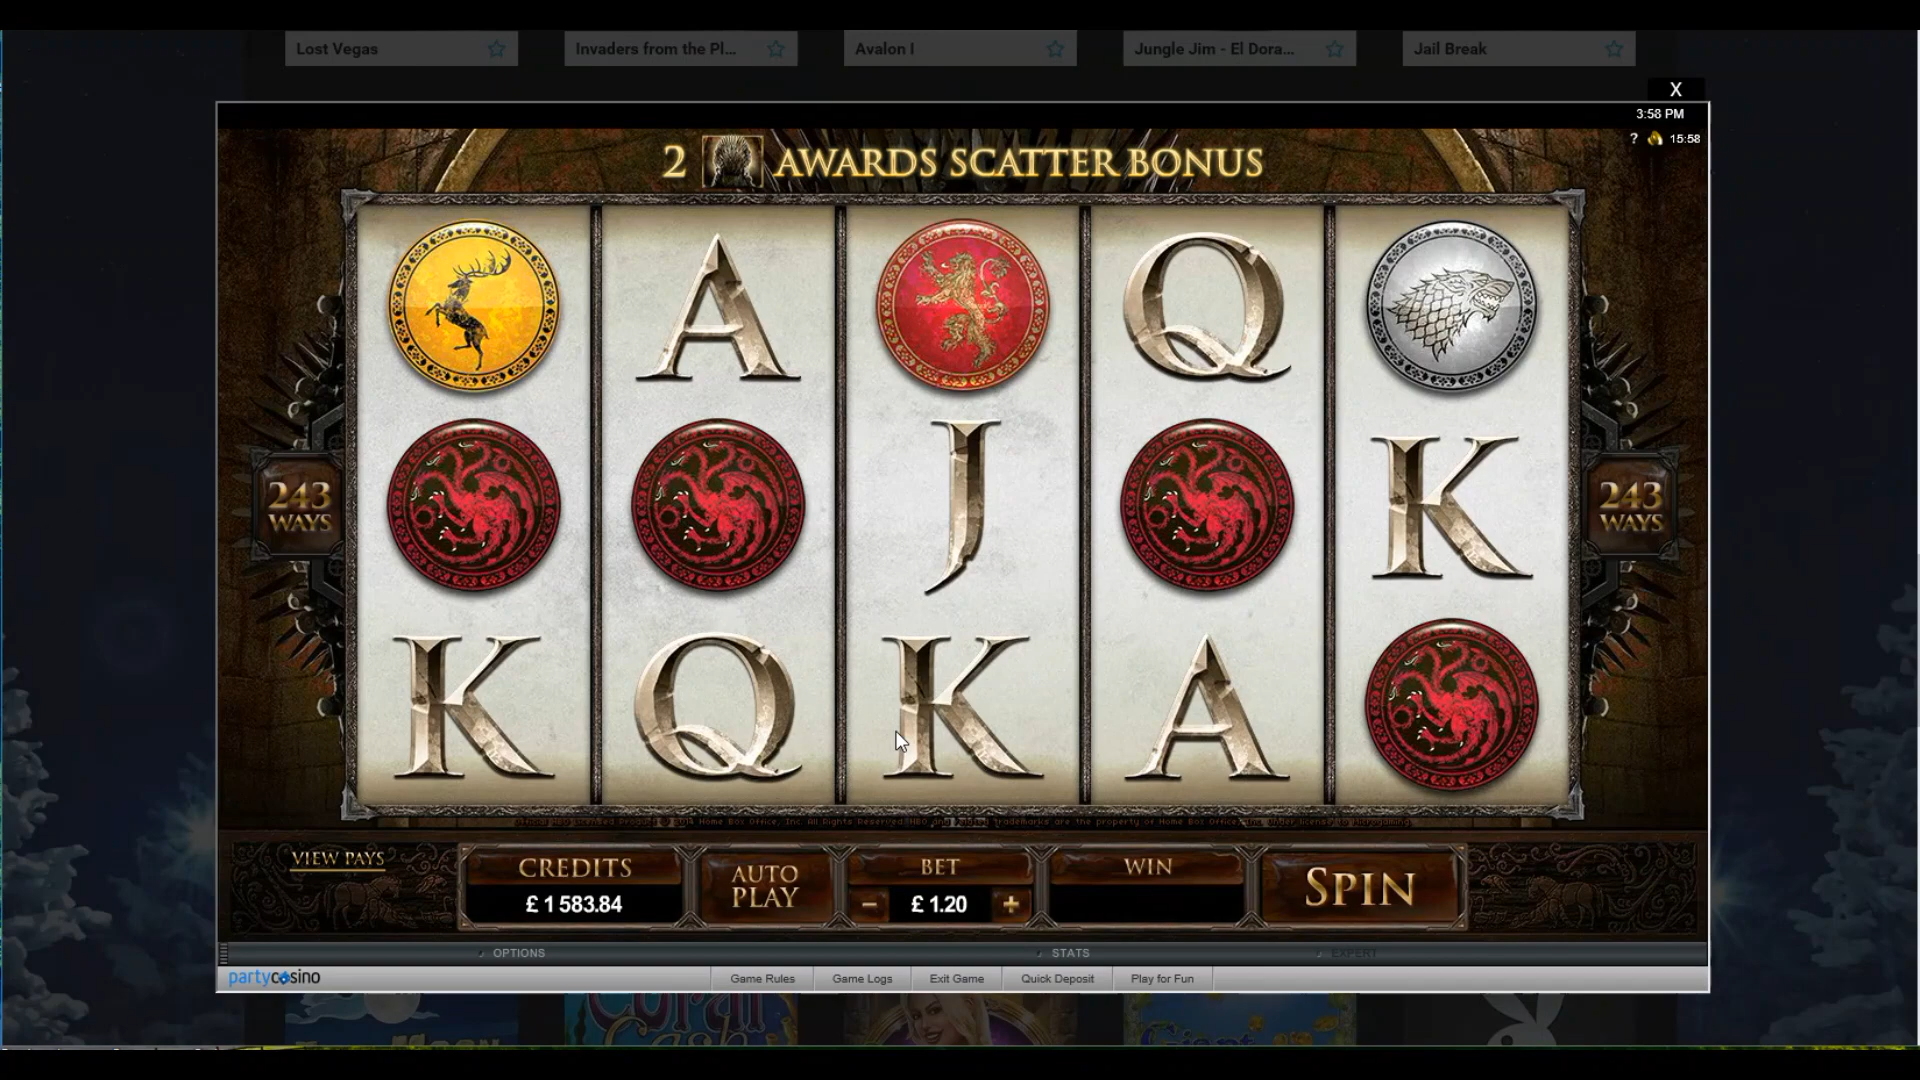 Lost Vegas
Invaders from the Pl...
Avalon I
Jungle Jim - El Dora...
Jail Break
X
3:58 PM
? 15:58
2 AWARDS SCATTER BONUS
A Q
243 WAYS
J K
243 WAYS
K Q K A
VIEW PAYS
CREDITS
£ 1 583.84
AUTO
PLAY
BET
- £ 1.20 +
WIN
SPIN
OPTIONS
STATS
EXPERT
partycasino
Game Rules
Game Logs
Exit Game
Quick Deposit
Play for Fun